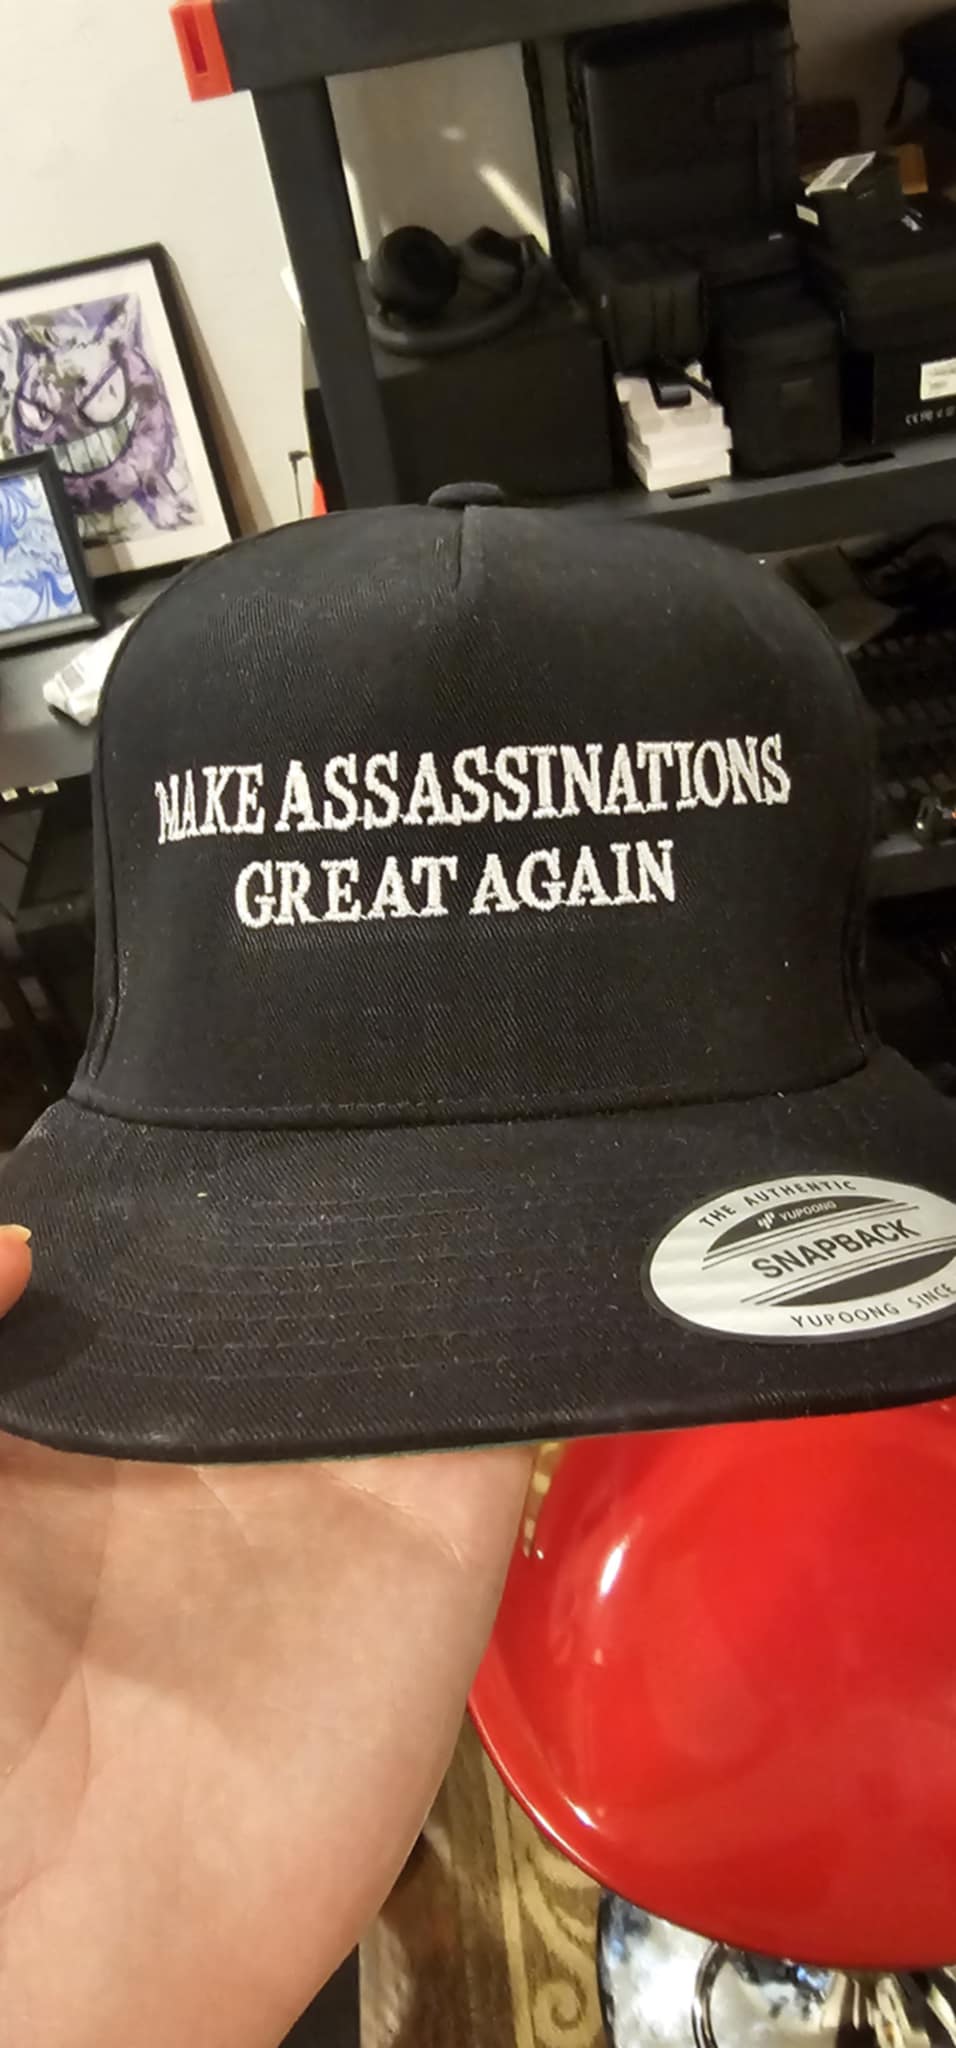 MAKE ASSASSINATIONS
GREAT AGAIN
THE AUTHENTIC
YUPOONG
SNAPBACK
YUPOONG SINCE